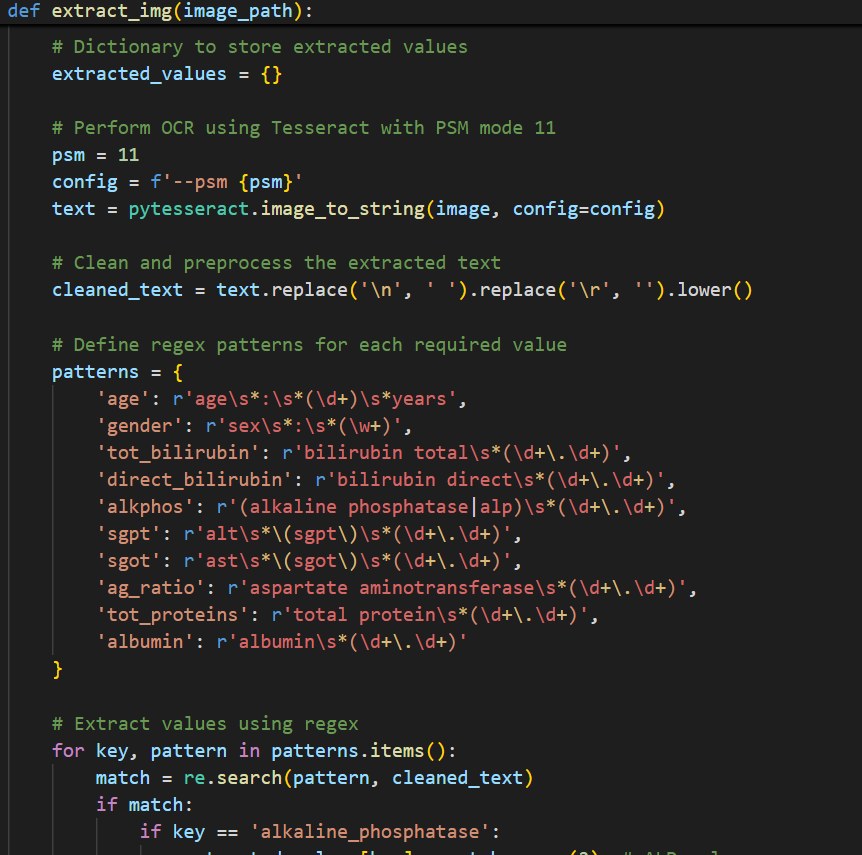 def extract_img(image_path):
# Dictionary to store extracted values
extracted_values = {}
# Perform OCR using Tesseract with PSM mode 11
psm = 11
config = f'--psm {psm}'
text = pytesseract.image_to_string(image, config=config)
# Clean and preprocess the extracted text
cleaned_text = text.replace('\n', ' ').replace('\r', '').lower()
# Define regex patterns for each required value
patterns = {
'age': r'age\s*:\s*(\d+)\s*years',
'gender': r'sex\s*:\s*(\w+)',
'tot_bilirubin': r'bilirubin total\s*(\d+\.\d+)',
'direct_bilirubin': r'bilirubin direct\s*(\d+\.\d+)',
'alkphos': r'(alkaline phosphatase|alp)\s*(\d+\.\d+)',
'sgpt': r'alt\s*\(sgpt\)\s*(\d+\.\d+)',
'sgot': r'ast\s*\(sgot\)\s*(\d+\.\d+)',
'ag_ratio': r'aspartate aminotransferase\s*(\d+\.\d+)',
'tot_proteins': r'total protein\s*(\d+\.\d+)',
'albumin': r'albumin\s*(\d+\.\d+)'
}
# Extract values using regex
for key, pattern in patterns.items():
match = re.search(pattern, cleaned_text)
if match:
if key == 'alkaline_phosphatase':